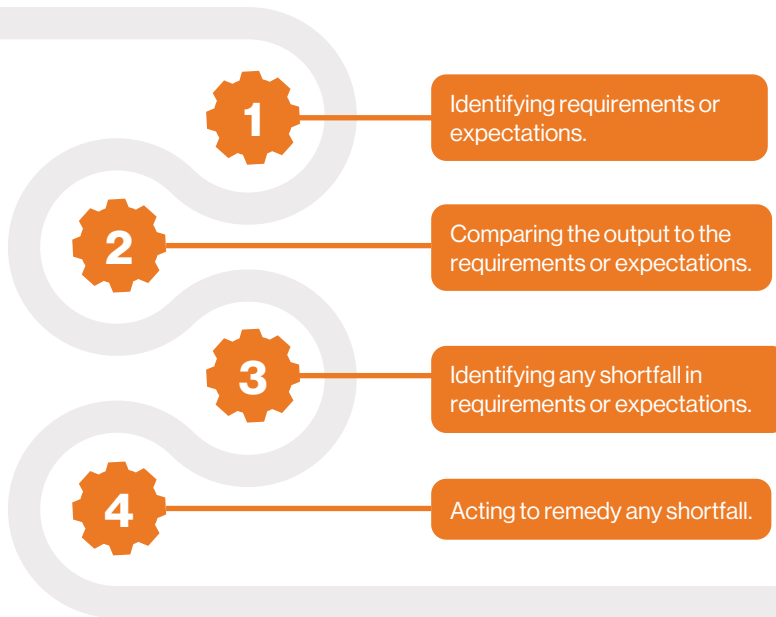 1
Identifying requirements or
expectations.
2
Comparing the output to the
requirements or expectations.
3
Identifying any shortfall in
requirements or expectations.
4
Acting to remedy any shortfall.